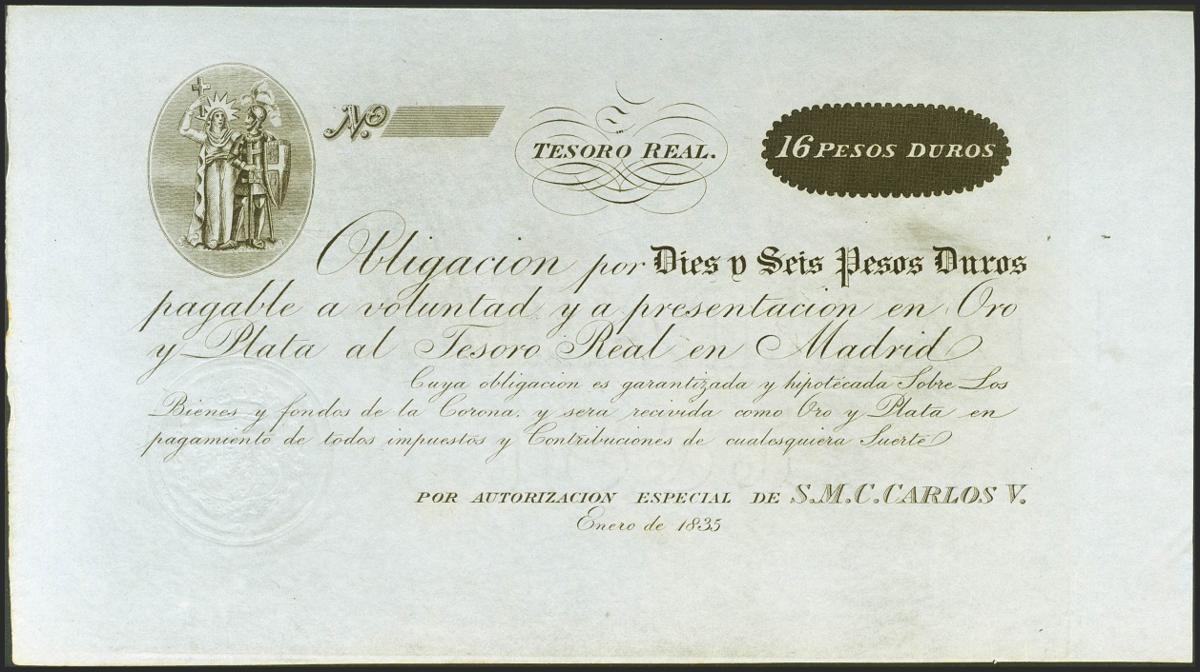 No
TESORO REAL.
16 PESOS DUROS
Obligacion por Dies y Seis Pesos Duros
pagable a voluntad y a presentacion en Oro
y Plata al Tesoro Real en Madrid
Cuya obligacion es garantizada y hipotécada Sobre Los
Bienes y fondos de la Corona, y sera recivida como Oro y Plata en
pagamiento de todos impuestos y Contribuciones de cualesquiera Suerte
POR AUTORIZACION ESPECIAL DE S.M.C. CARLOS V.
Enero de 1835